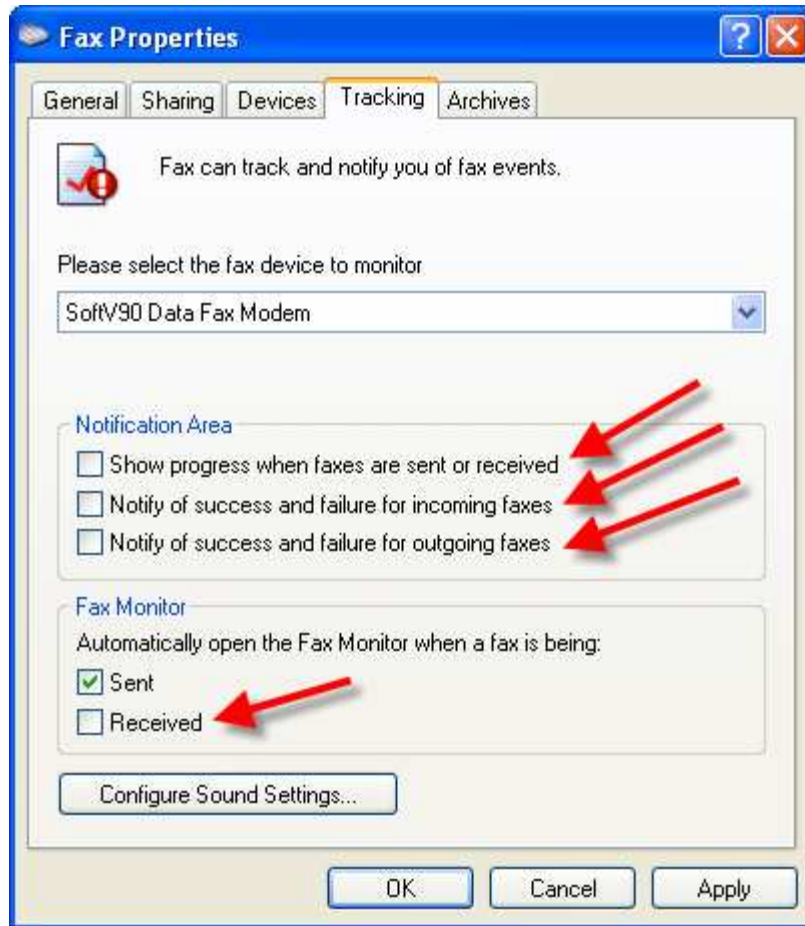 Fax Properties
General Sharing Devices Tracking Archives
Fax can track and notify you of fax events.
Please select the fax device to monitor
SoftV90 Data Fax Modem
Notification Area
Show progress when faxes are sent or received
Notify of success and failure for incoming faxes
Notify of success and failure for outgoing faxes
Fax Monitor
Automatically open the Fax Monitor when a fax is being:
Sent
Received
Configure Sound Settings...
OK Cancel Apply